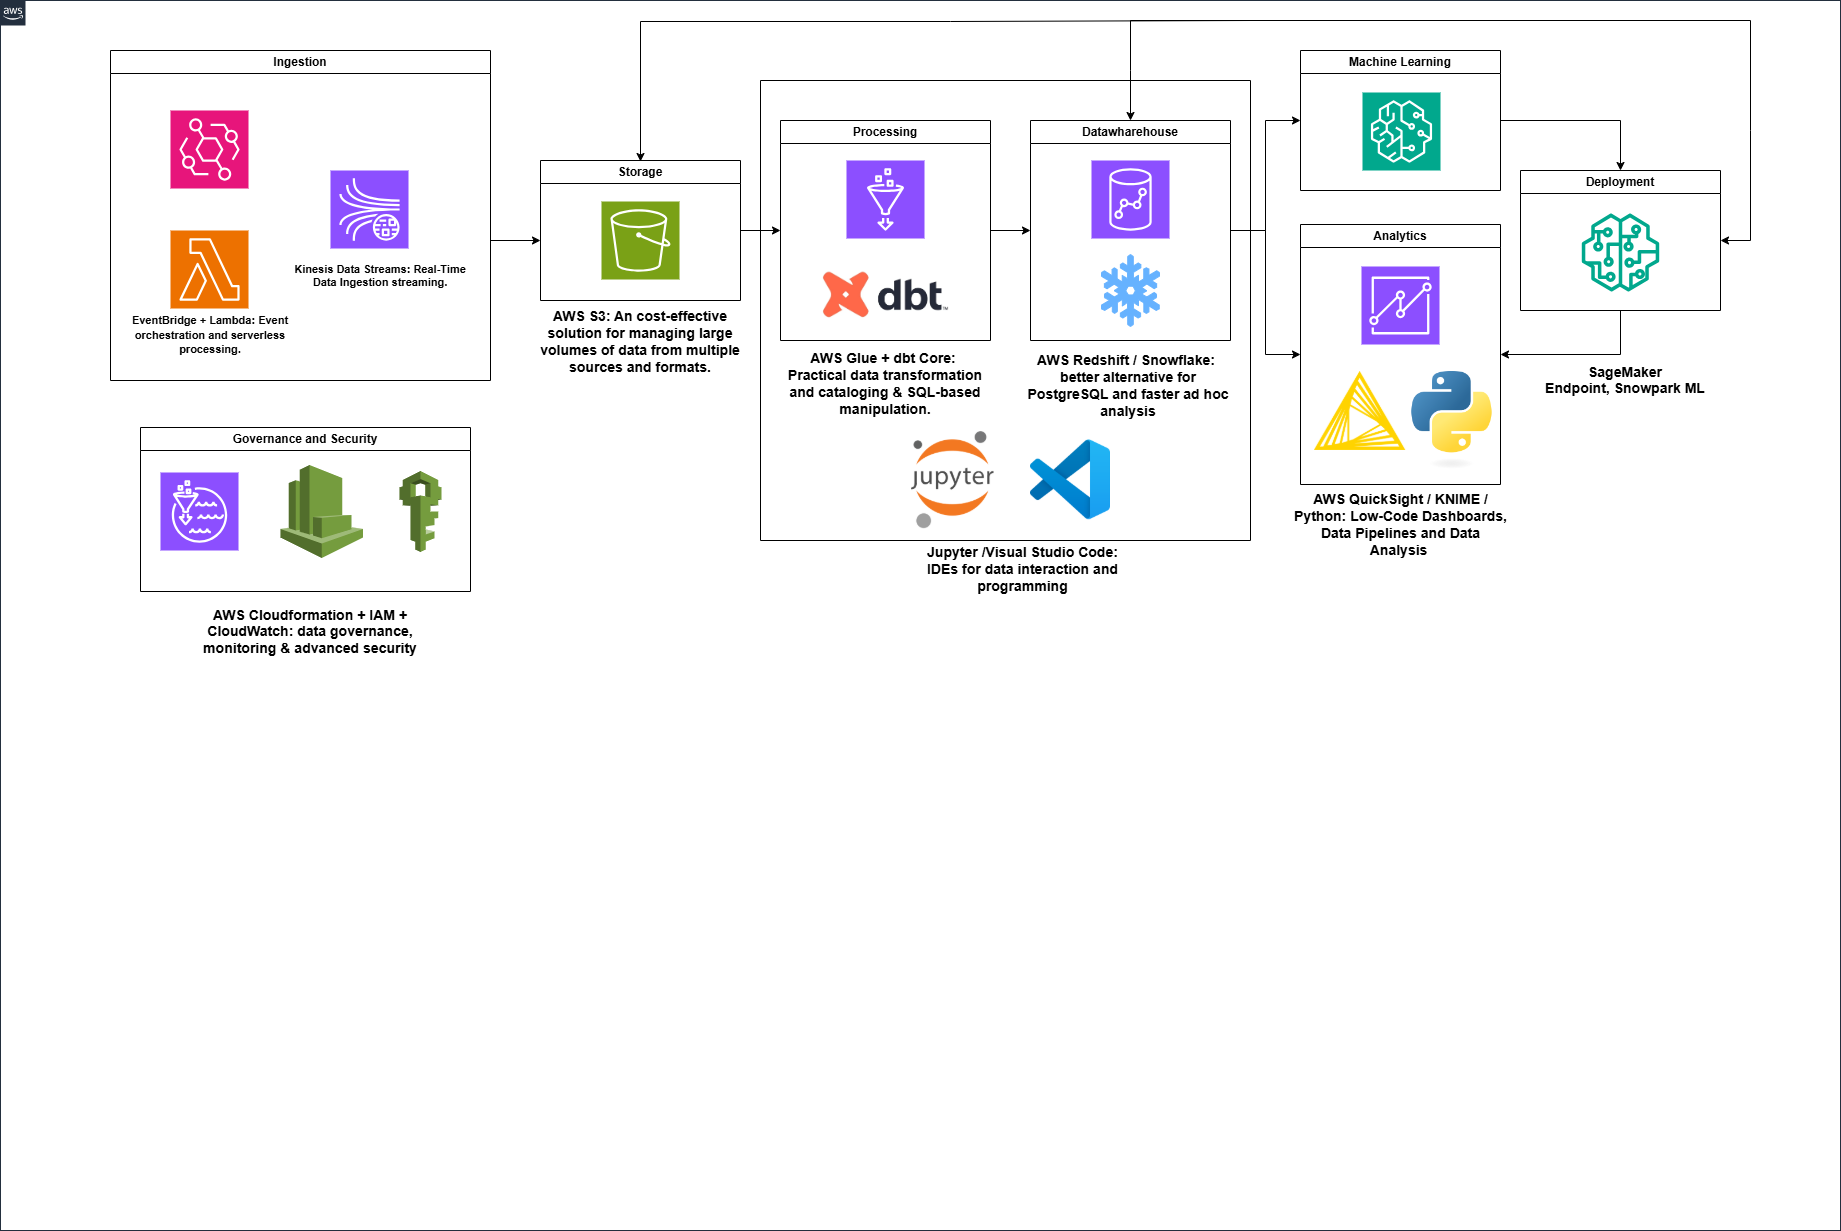 aws
Ingestion
EventBridge + Lambda: Event
orchestration and serverless
processing.
Kinesis Data Streams: Real-Time
Data Ingestion streaming.
Storage
AWS S3: An cost-effective
solution for managing large
volumes of data from multiple
sources and formats.
Processing
dbt
TM
AWS Glue + dbt Core:
Practical data transformation
and cataloging & SQL-based
manipulation.
Datawharehouse
AWS Redshift / Snowflake:
better alternative for
PostgreSQL and faster ad hoc
analysis
jupyter
Jupyter /Visual Studio Code:
IDEs for data interaction and
programming
Machine Learning
Analytics
AWS QuickSight / KNIME /
Python: Low-Code Dashboards,
Data Pipelines and Data
Analysis
Deployment
SageMaker
Endpoint, Snowpark ML
Governance and Security
AWS Cloudformation + IAM +
CloudWatch: data governance,
monitoring & advanced security